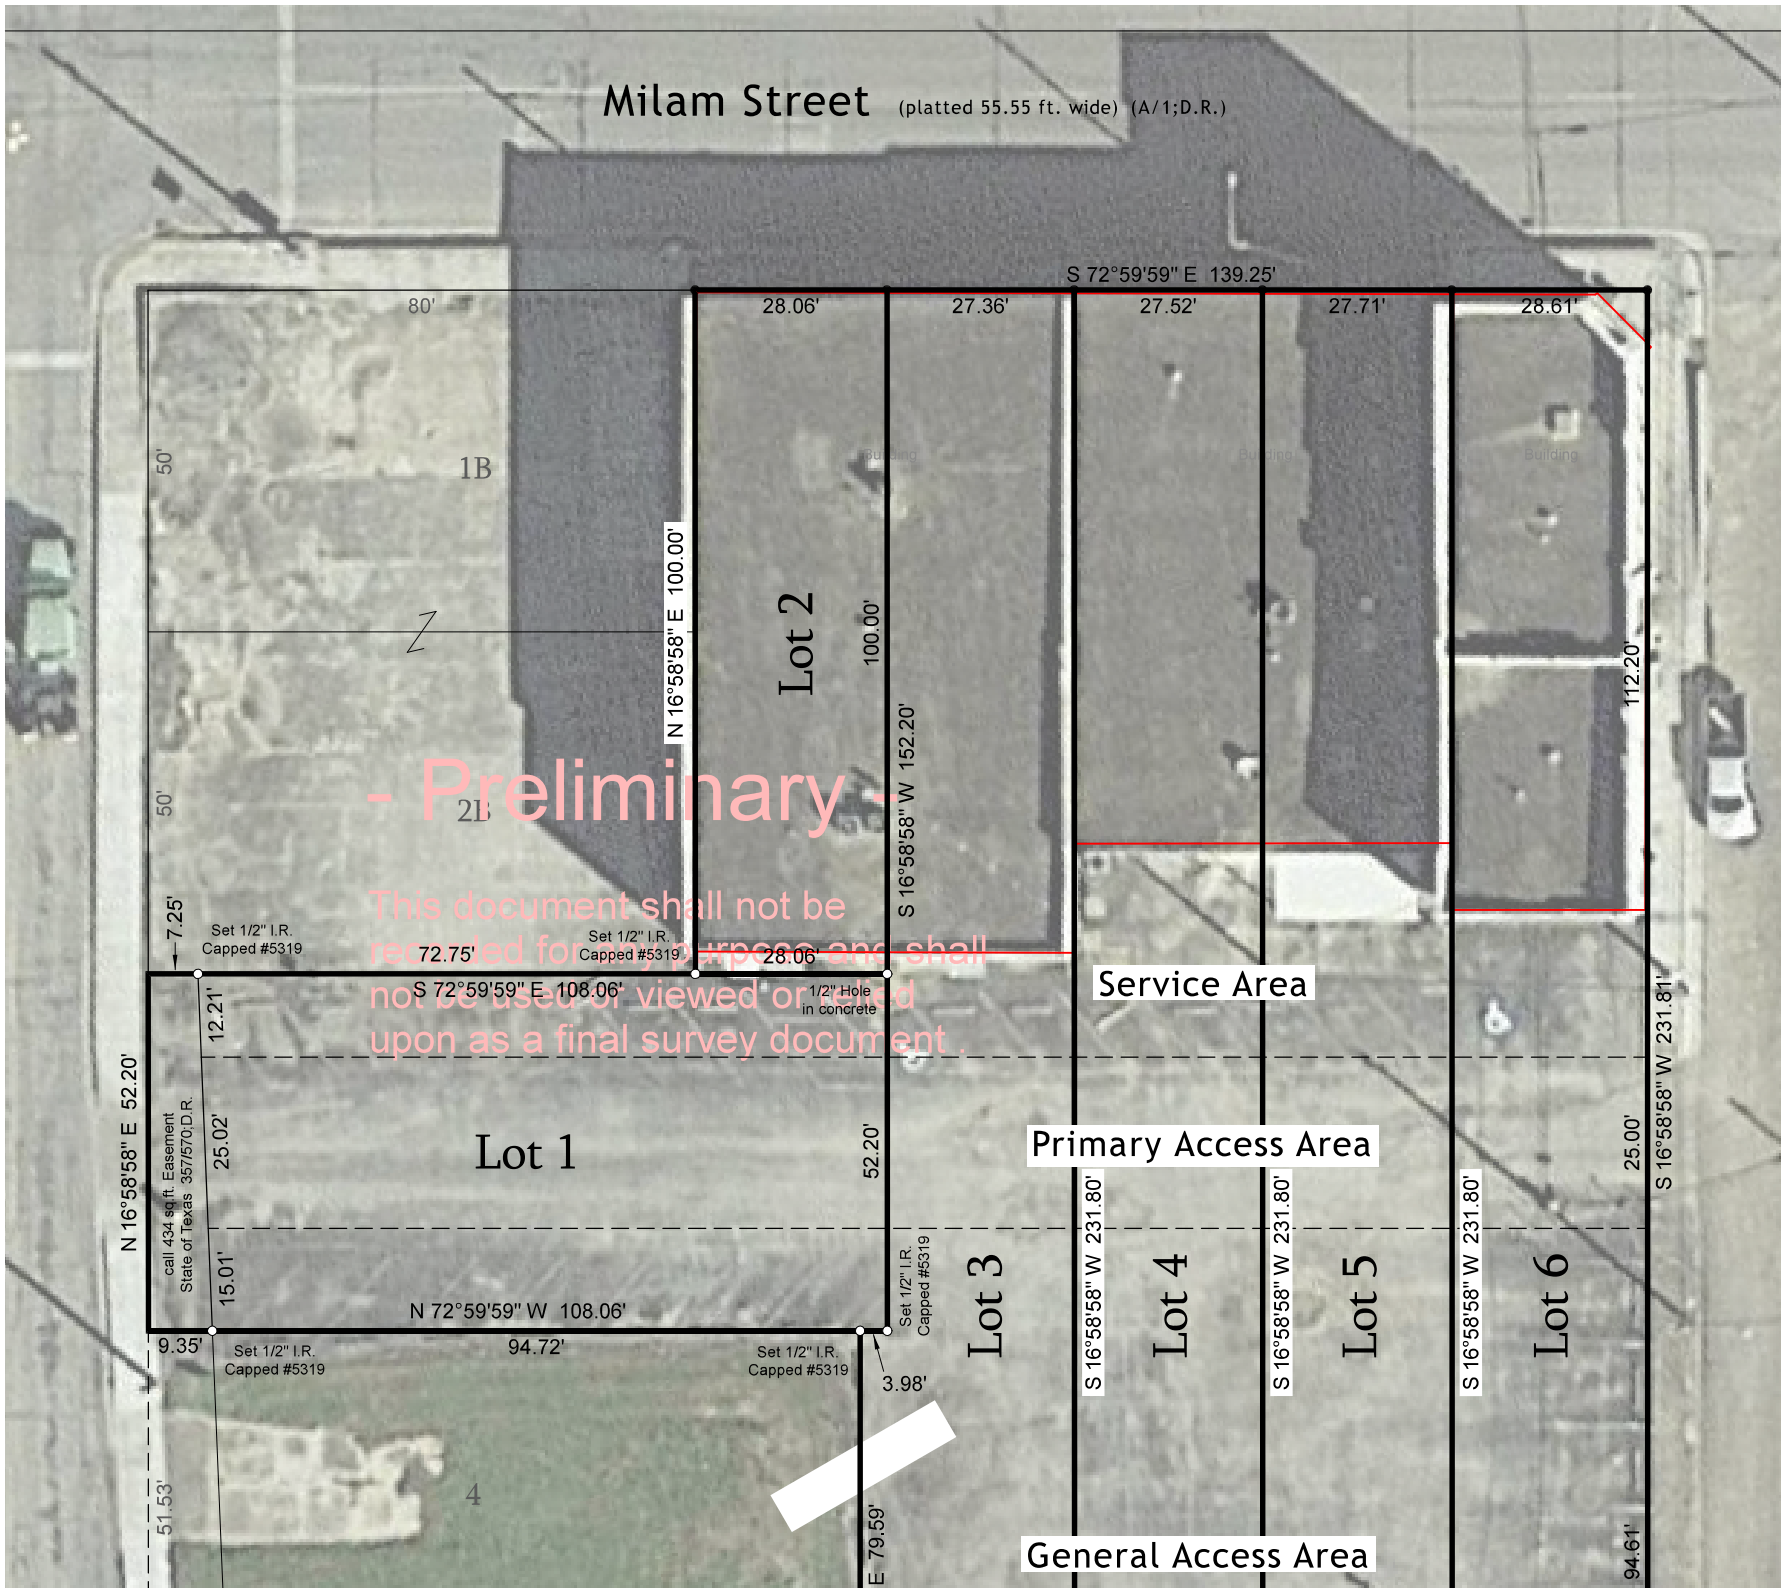 Milam Street (platted 55.55 ft. wide) (A/1;D.R.)
S 72°59'59" E 139.25'
80'
28.06'
27.36'
27.52'
27.71'
28.61'
50'
1B
Building
Building
Building
N 16°58'58" E 100.00'
Lot 2
100.00'
112.20'
S 16°58'58" W 152.20'
- Preliminary -
50'
2B
This document shall not be
recorded for any purpose and shall
not be used or viewed or relied
upon as a final survey document .
7.25'
Set 1/2" I.R.
Capped #5319
72.75'
Set 1/2" I.R.
Capped #5319
28.06'
S 72°59'59" E 108.06'
1/2" Hole
in concrete
Service Area
12.21'
S 16°58'58" W 231.81'
N 16°58'58" E 52.20'
call 434 sq.ft. Easement
State of Texas 357/570;D.R.
25.02'
Lot 1
52.20'
Primary Access Area
25.00'
15.01'
S 16°58'58" W 231.80'
S 16°58'58" W 231.80'
S 16°58'58" W 231.80'
Lot 3
Lot 4
Lot 5
Lot 6
Set 1/2" I.R.
Capped #5319
N 72°59'59" W 108.06'
9.35'
Set 1/2" I.R.
Capped #5319
94.72'
Set 1/2" I.R.
Capped #5319
3.98'
51.53'
4
E 79.59'
General Access Area
94.61'